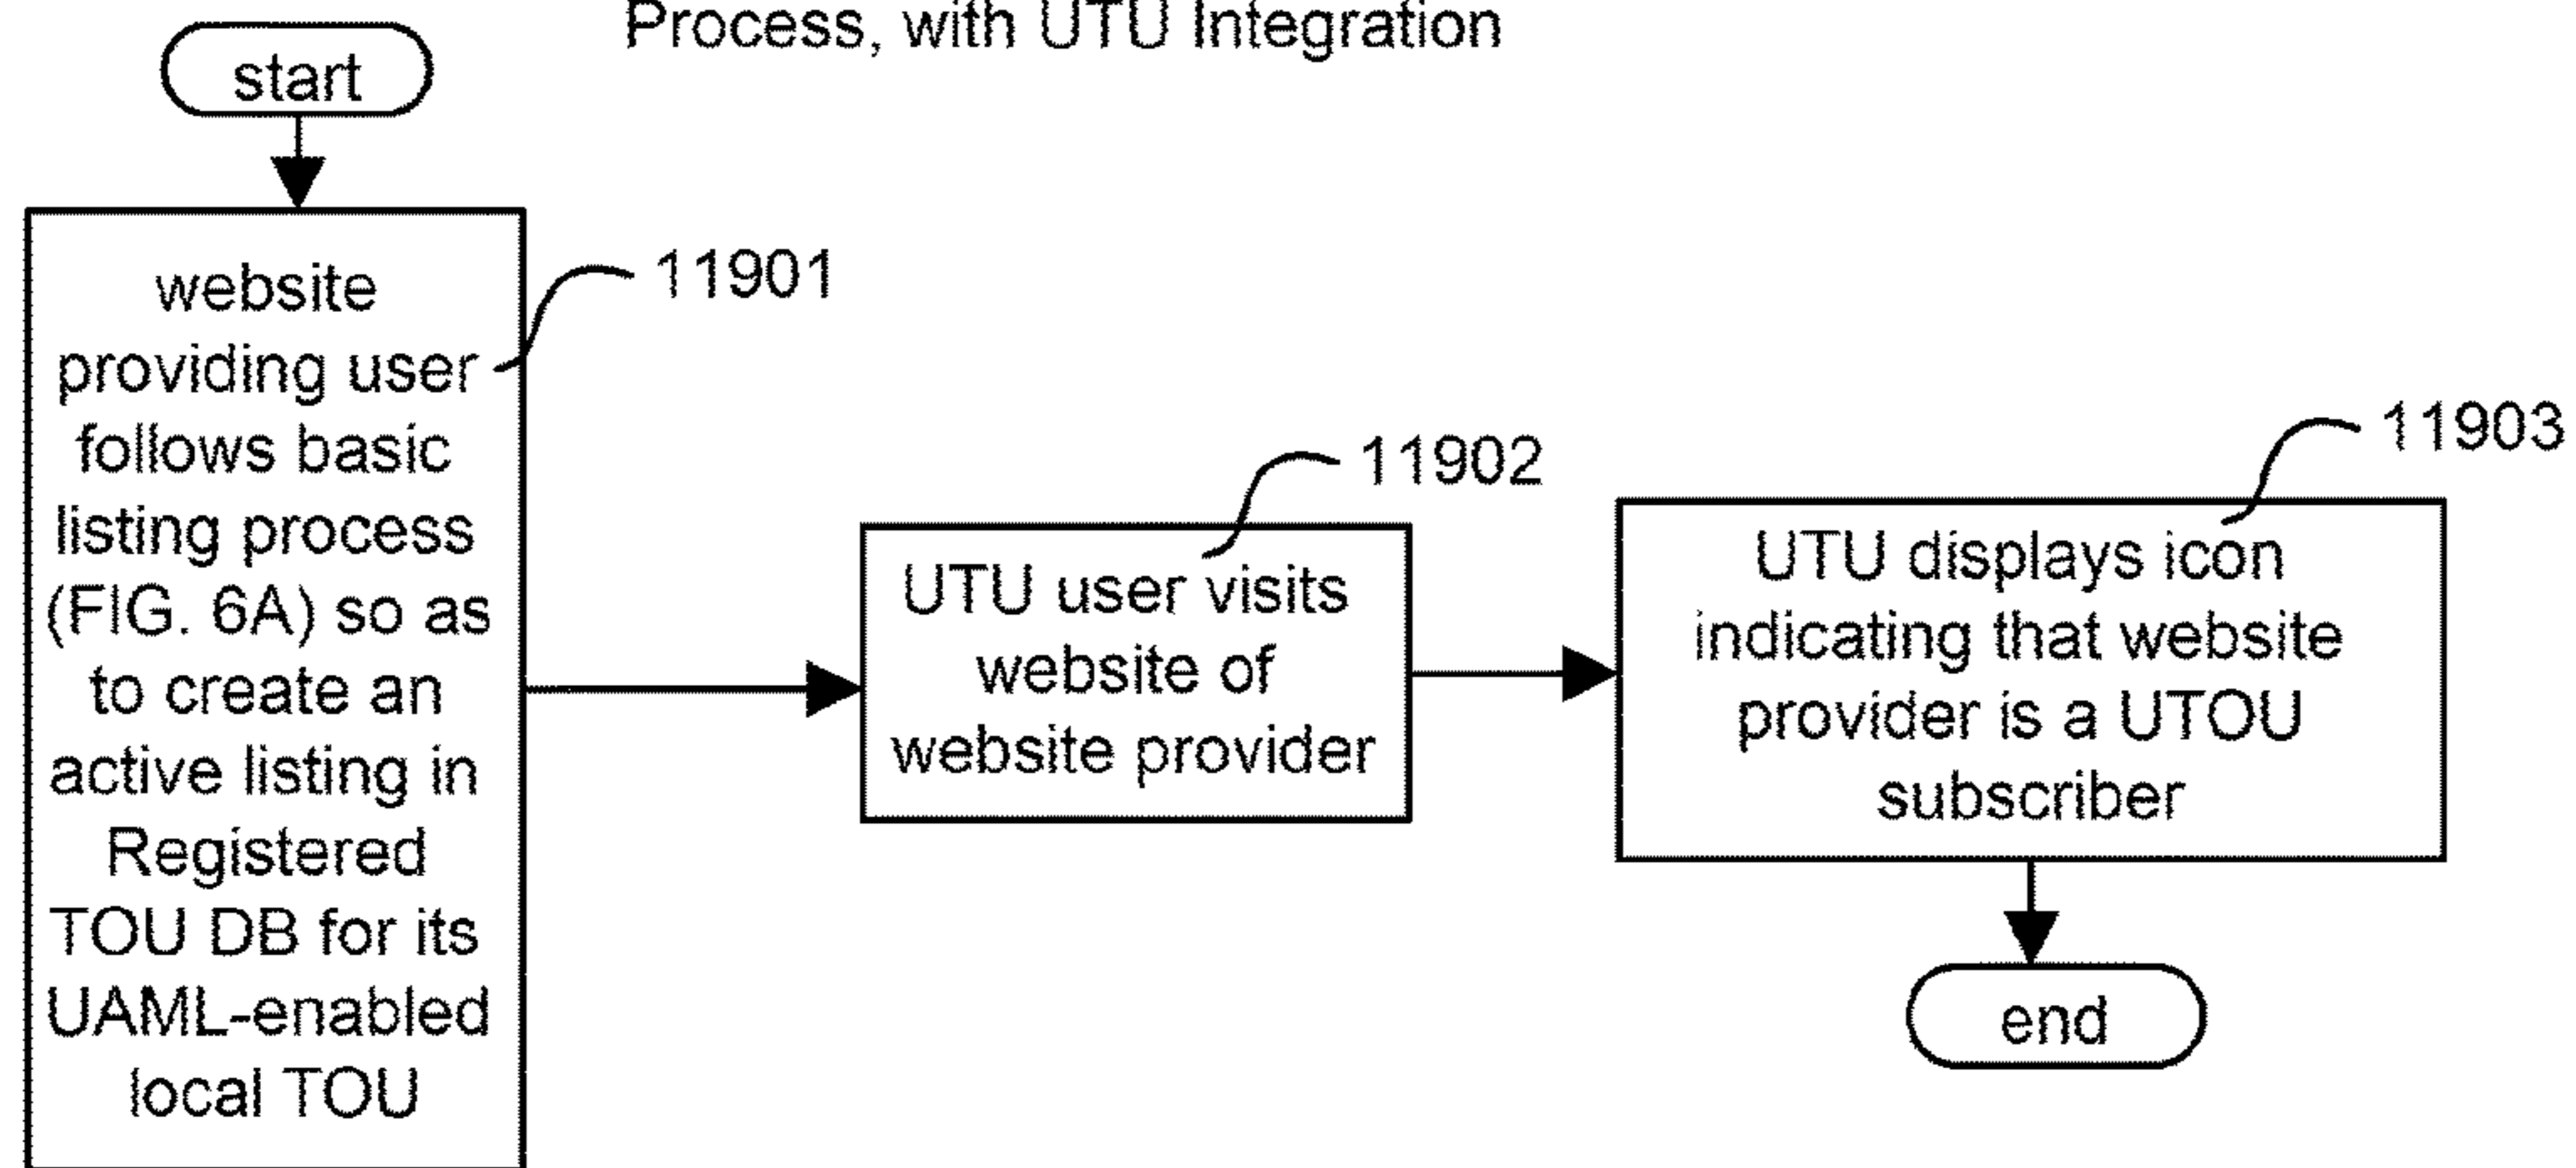 Process, with UTU Integration
start
website
providing user
follows basic
listing process
(FIG. 6A) so as
to create an
active listing in
Registered
TOU DB for its
UAML-enabled
local TOU
11901
UTU user visits
website of
website provider
11902
UTU displays icon
indicating that website
provider is a UTOU
subscriber
11903
end